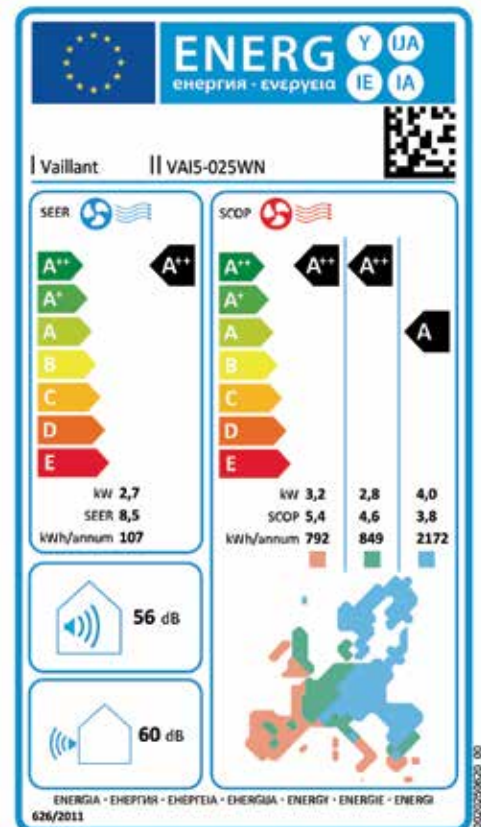 ENERG Y IJA
енергия · ενεργεια IE IA
I Vaillant II VAI5-025WN
SEER
A++ A++
A+
A
B
C
D
E
kW 2,7
SEER 8,5
kWh/annum 107
SCOP
A++ A++ A++
A+
A A
B
C
D
E
kW 3,2 2,8 4,0
SCOP 5,4 4,6 3,8
kWh/annum 792 849 2172
56 dB
60 dB
ENERGIA · ЕНЕРГИЯ · ΕΝΕΡΓΕΙΑ · ENERGIJA · ENERGY · ENERGIE · ENERGI
626/2011